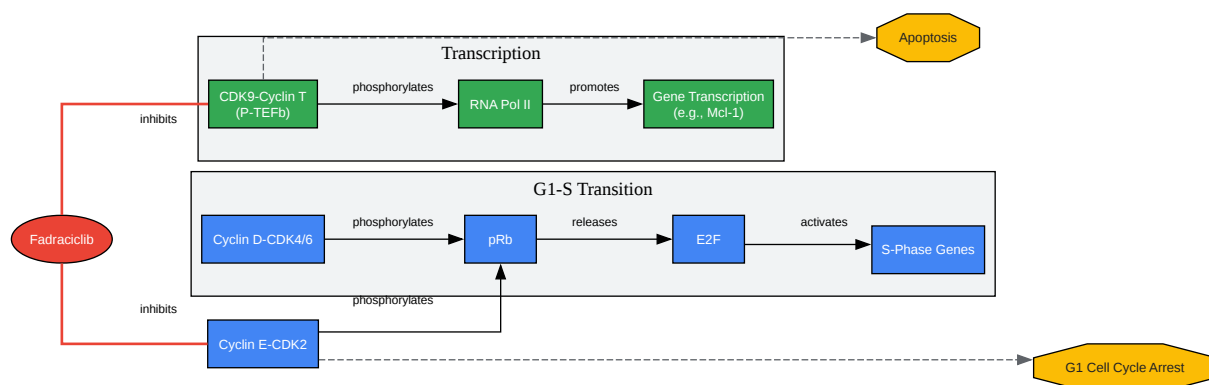 Apoptosis
Transcription
CDK9-Cyclin T
(P-TEFb)
phosphorylates
RNA Pol II
promotes
Gene Transcription
(e.g., Mcl-1)
inhibits
G1-S Transition
Fadraciclib
Cyclin D-CDK4/6
phosphorylates
pRb
releases
E2F
activates
S-Phase Genes
inhibits
phosphorylates
Cyclin E-CDK2
G1 Cell Cycle Arrest